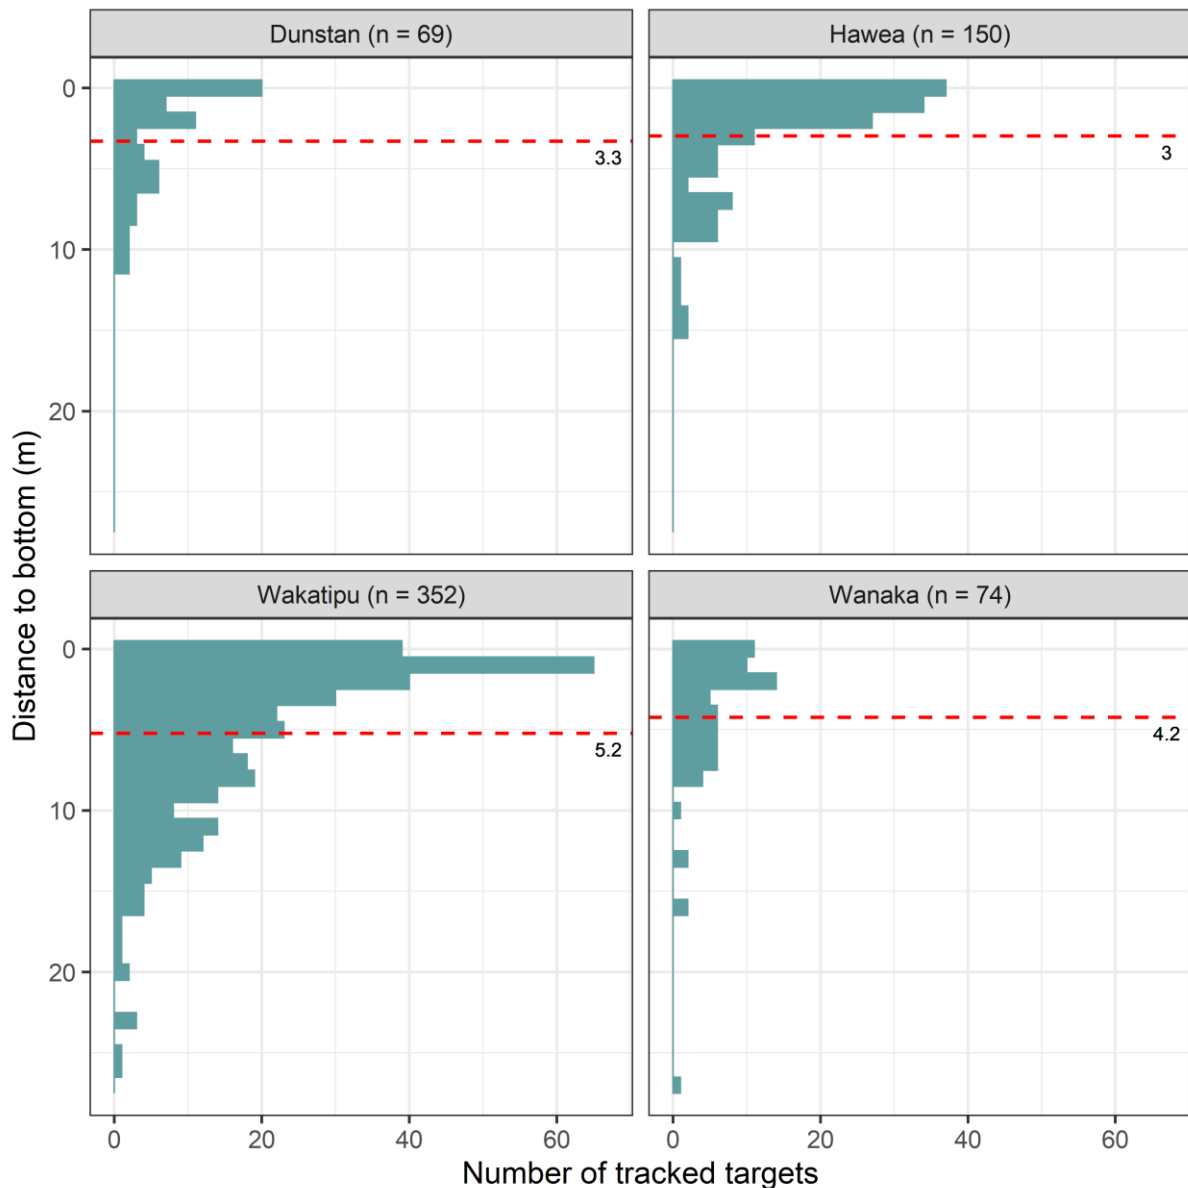 Dunstan (n = 69)
Hawea (n = 150)
0
10
20
3.3
3
Distance to bottom (m)
Wakatipu (n = 352)
Wanaka (n = 74)
0
10
20
5.2
4.2
0 20 40 60
0 20 40 60
Number of tracked targets